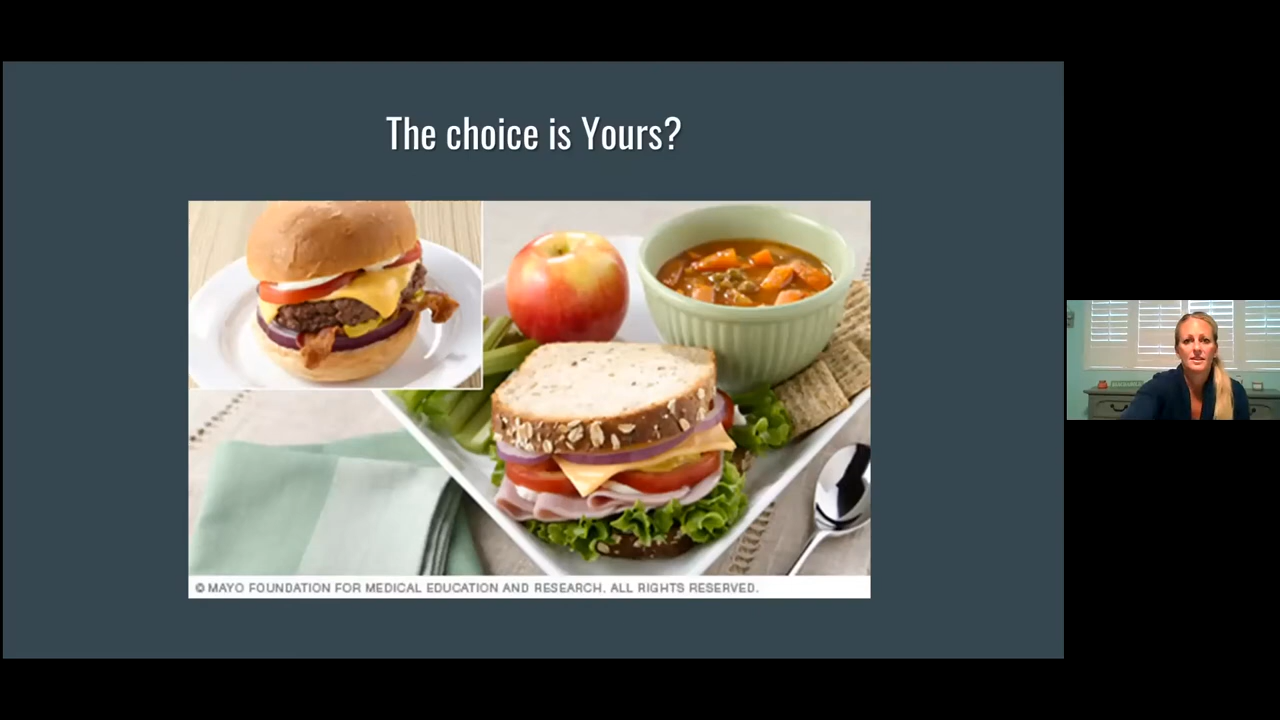 The choice is Yours?
© MAYO FOUNDATION FOR MEDICAL EDUCATION AND RESEARCH. ALL RIGHTS RESERVED.